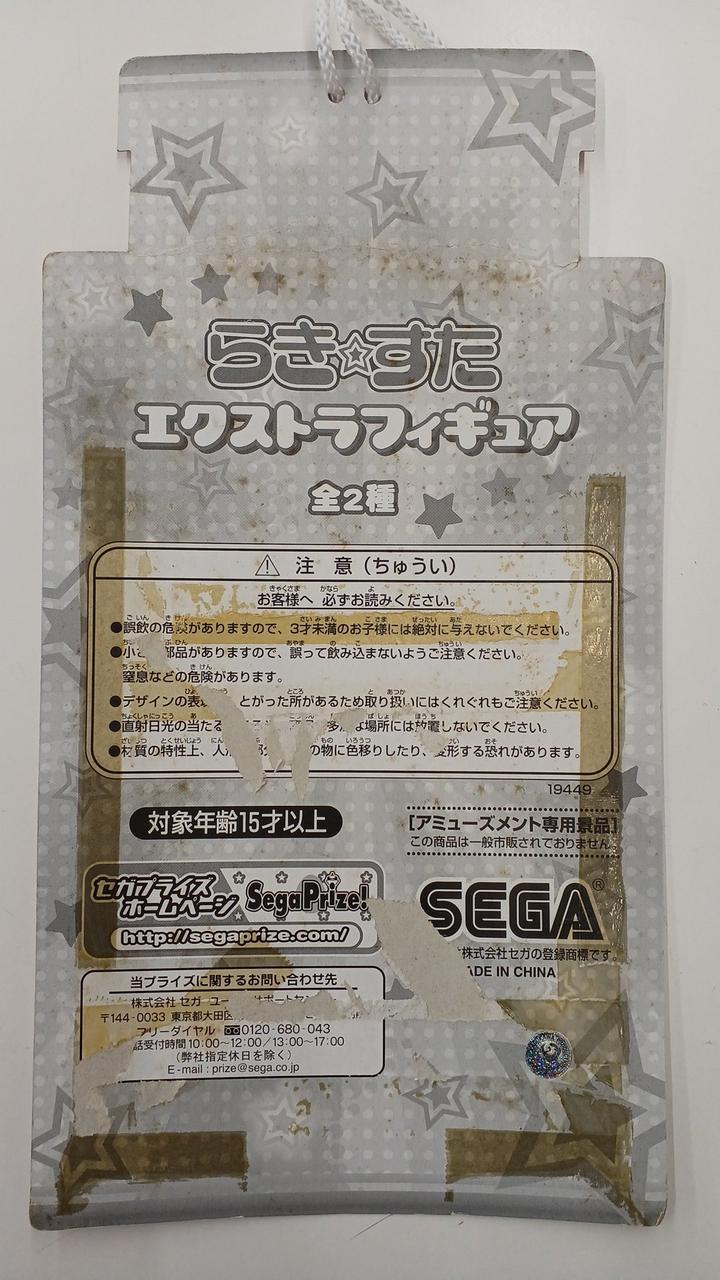 らき☆すた
エクストラフィギュア
全2種
⚠ 注 意 (ちゅうい)
お客様へ 必ずお読みください。
●誤飲の危険がありますので、3才未満のお子様には絶対に与えないでください。
●小さ 部品がありますので、誤って飲み込まないようご注意ください。
窒息などの危険があります。
●デザインの表現 とがった所があるため取り扱いにはくれぐれもご注意ください。
●直射日光の当たる 多湿な場所には放置しないでください。
●材質の特性上、人形 の物に色移りしたり、変形する恐れがあります。
19449
対象年齢15才以上
[アミューズメント専用景品]
この商品は一般市販されておりません。
セガプライズ
ホームページ
SegaPrize!
http://segaprize.com/
SEGA®
株式会社セガの登録商標です。
ADE IN CHINA
当プライズに関するお問い合わせ先
株式会社 セガ ユー サポートセン
〒144-0033 東京都大田区
フリーダイヤル 0120-680-043
話受付時間 10:00〜12:00/13:00〜17:00
(弊社指定休日を除く)
E-mail : prize@sega.co.jp